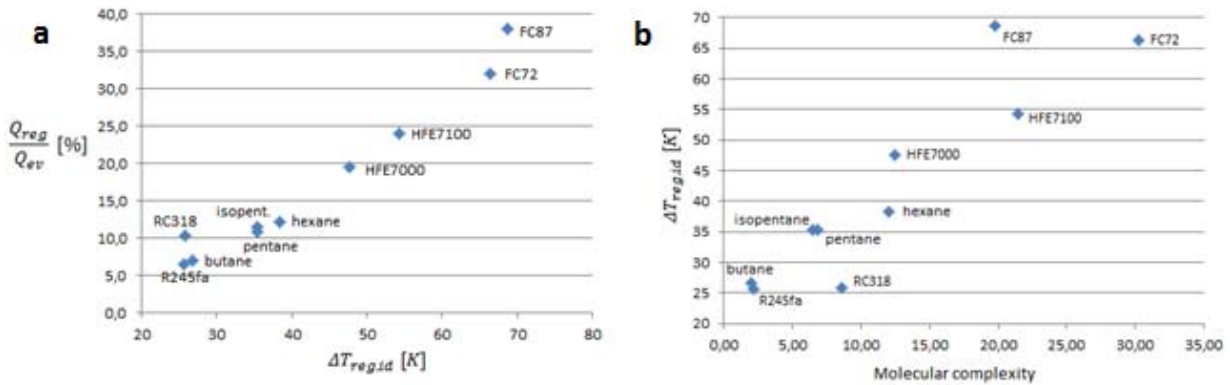 a
40,0
35,0
30,0
25,0
20,0
15,0
10,0
5,0
0,0
Q_reg
Q_ev
[%]
FC87
FC72
HFE7100
HFE7000
isopent.
RC318
hexane
pentane
butane
R245fa
20 30 40 50 60 70 80
ΔT_reg.id [K]
b
70
65
60
55
50
45
40
35
30
25
20
ΔT_reg.id [K]
FC87
FC72
HFE7100
HFE7000
hexane
isopentane
pentane
butane
RC318
R245fa
0,00 5,00 10,00 15,00 20,00 25,00 30,00 35,00
Molecular complexity